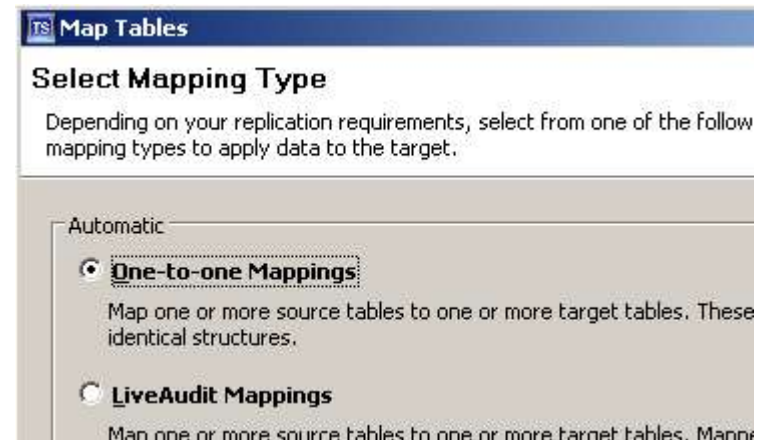 TS Map Tables
Select Mapping Type
Depending on your replication requirements, select from one of the follow
mapping types to apply data to the target.
Automatic
One-to-one Mappings
Map one or more source tables to one or more target tables. These
identical structures.
LiveAudit Mappings
Map one or more source tables to one or more target tables. Mappe